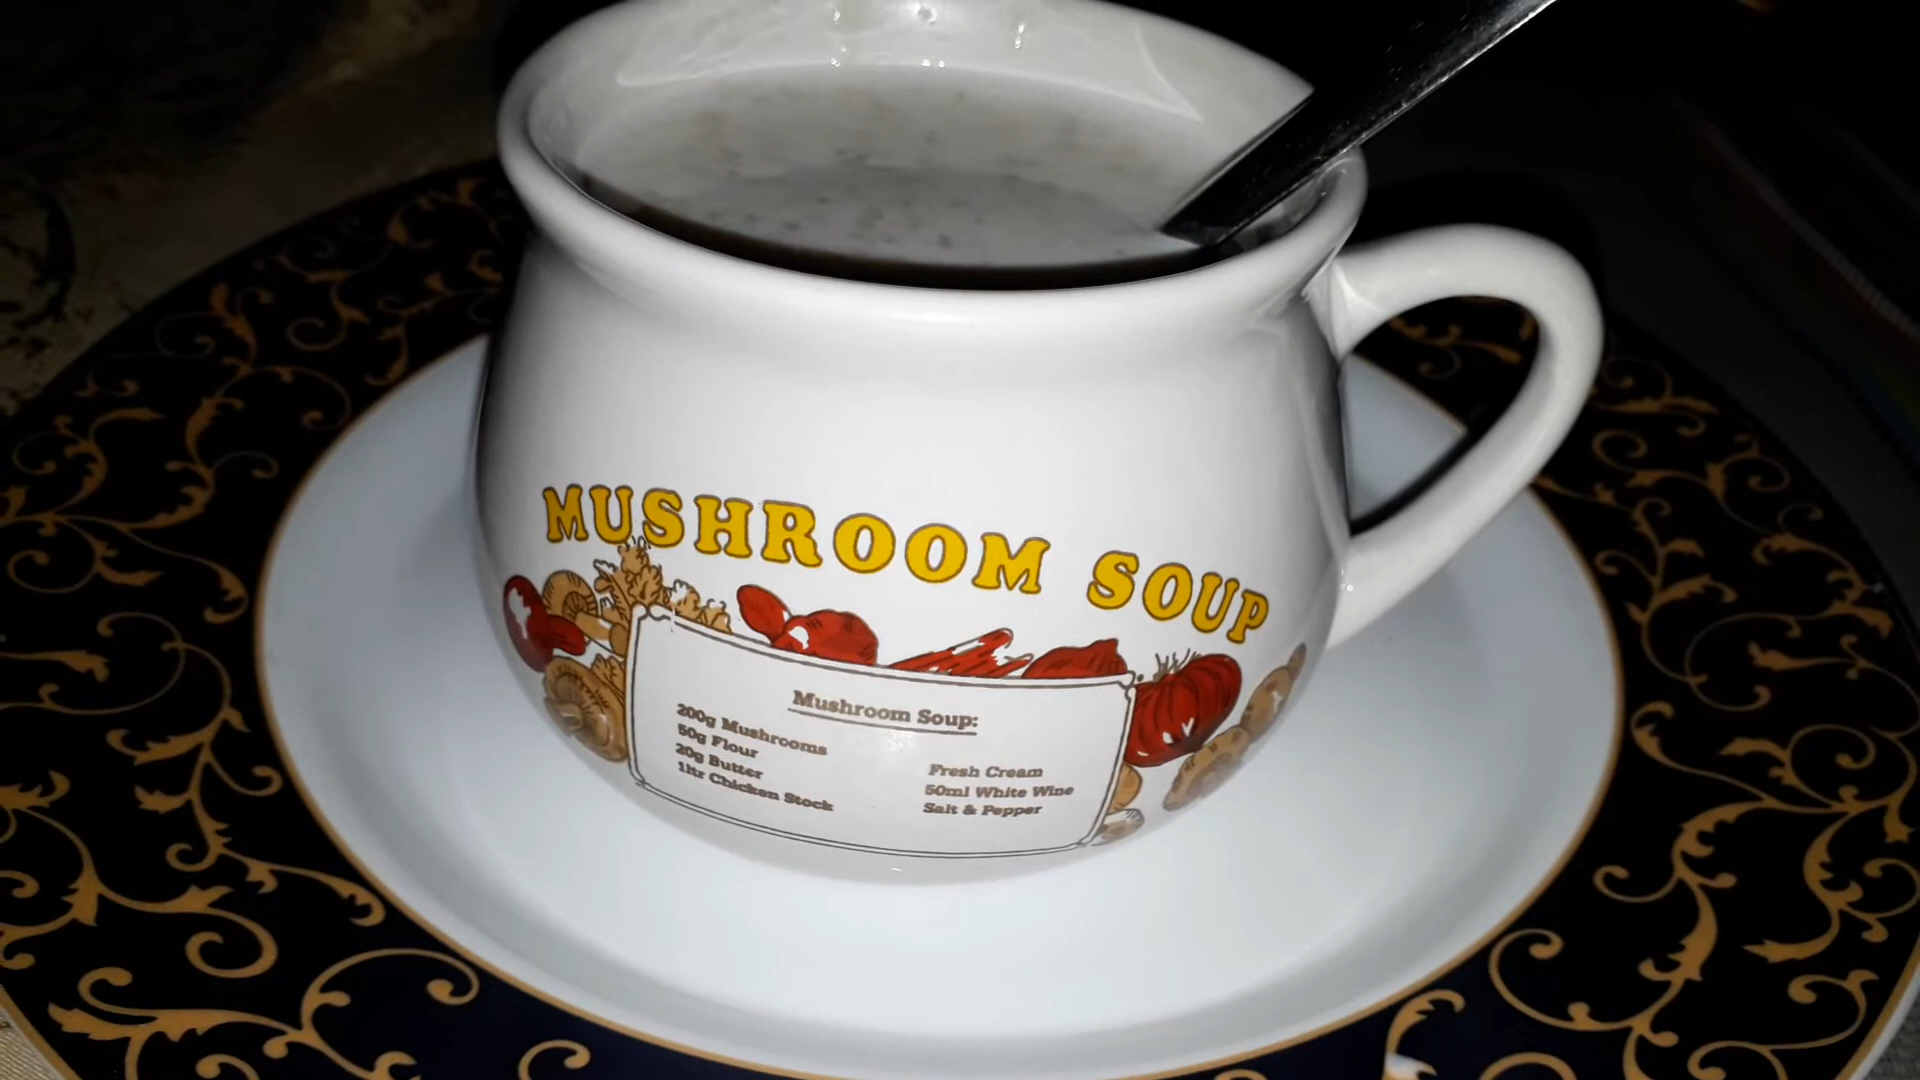 MUSHROOM SOUP
Mushroom Soup:
200g Mushrooms
50g Flour
20g Butter
1ltr Chicken Stock
Fresh Cream
50ml White Wine
Salt & Pepper